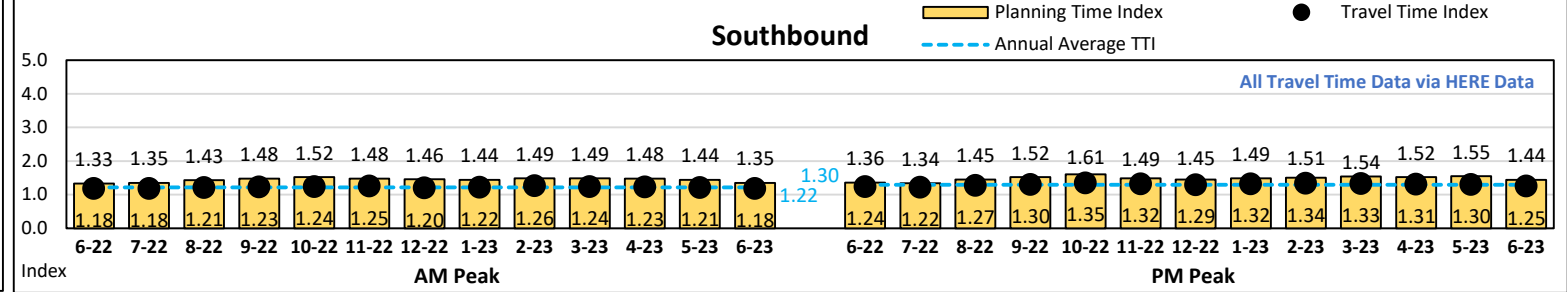 Southbound
Planning Time Index
Travel Time Index
Annual Average TTI
All Travel Time Data via HERE Data
5.0
4.0
3.0
2.0
1.0
0.0
1.33 1.35 1.43 1.48 1.52 1.48 1.46 1.44 1.49 1.49 1.48 1.44 1.35
1.36 1.34 1.45 1.52 1.61 1.49 1.45 1.49 1.51 1.54 1.52 1.55 1.44
1.30
1.22
1.18 1.18 1.21 1.23 1.24 1.25 1.20 1.22 1.26 1.24 1.23 1.21 1.18
1.24 1.22 1.27 1.30 1.35 1.32 1.29 1.32 1.34 1.33 1.31 1.30 1.25
6-22 7-22 8-22 9-22 10-22 11-22 12-22 1-23 2-23 3-23 4-23 5-23 6-23
6-22 7-22 8-22 9-22 10-22 11-22 12-22 1-23 2-23 3-23 4-23 5-23 6-23
Index
AM Peak
PM Peak